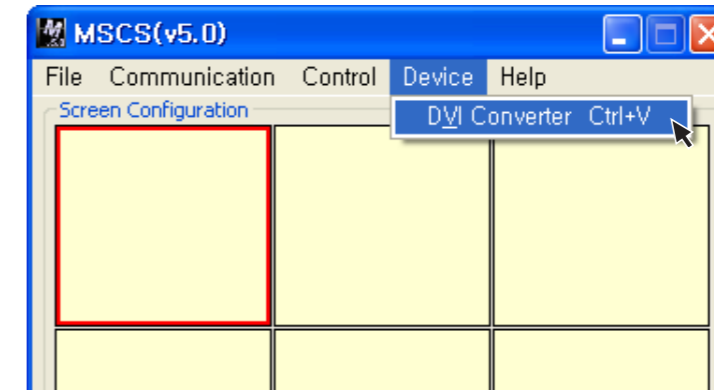 MSCS(v5.0)
File Communication Control Device Help
Screen Configuration
DVI Converter Ctrl+V